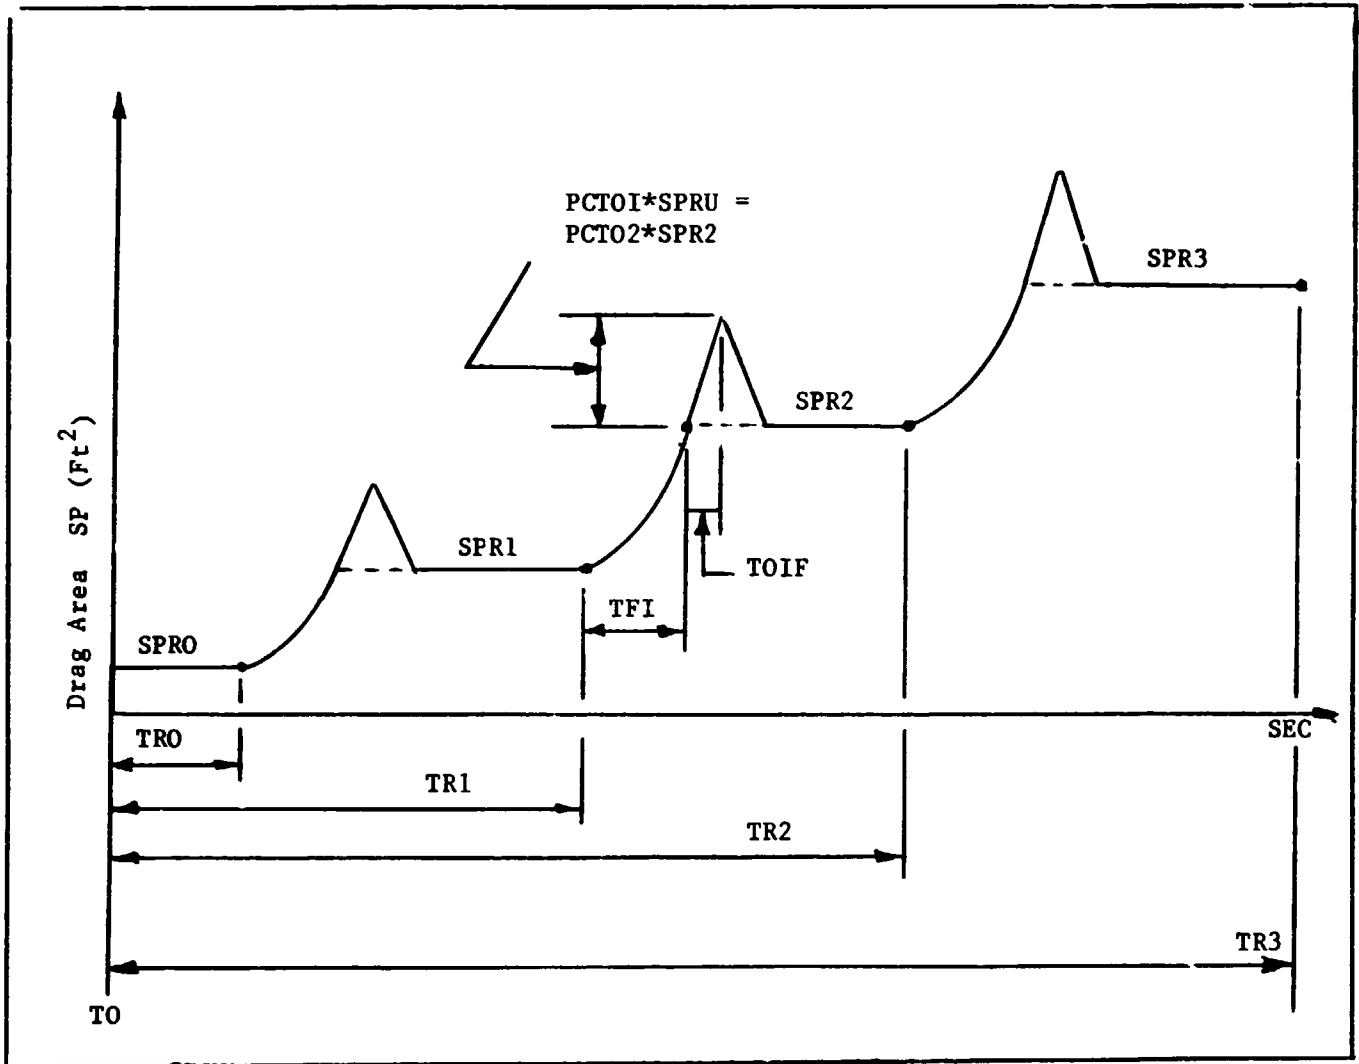 PCTOI*SPRU =
PCTO2*SPR2
SPR3
SPR2
Drag Area SP (Ft²)
SPR1
TOIF
TFI
SPRO
SEC
TRO
TR1
TR2
TR3
TO